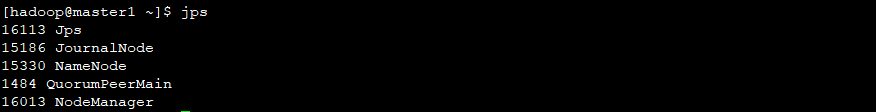 [hadoop@master1 ~]$ jps
16113 Jps
15186 JournalNode
15330 NameNode
1484 QuorumPeerMain
16013 NodeManager